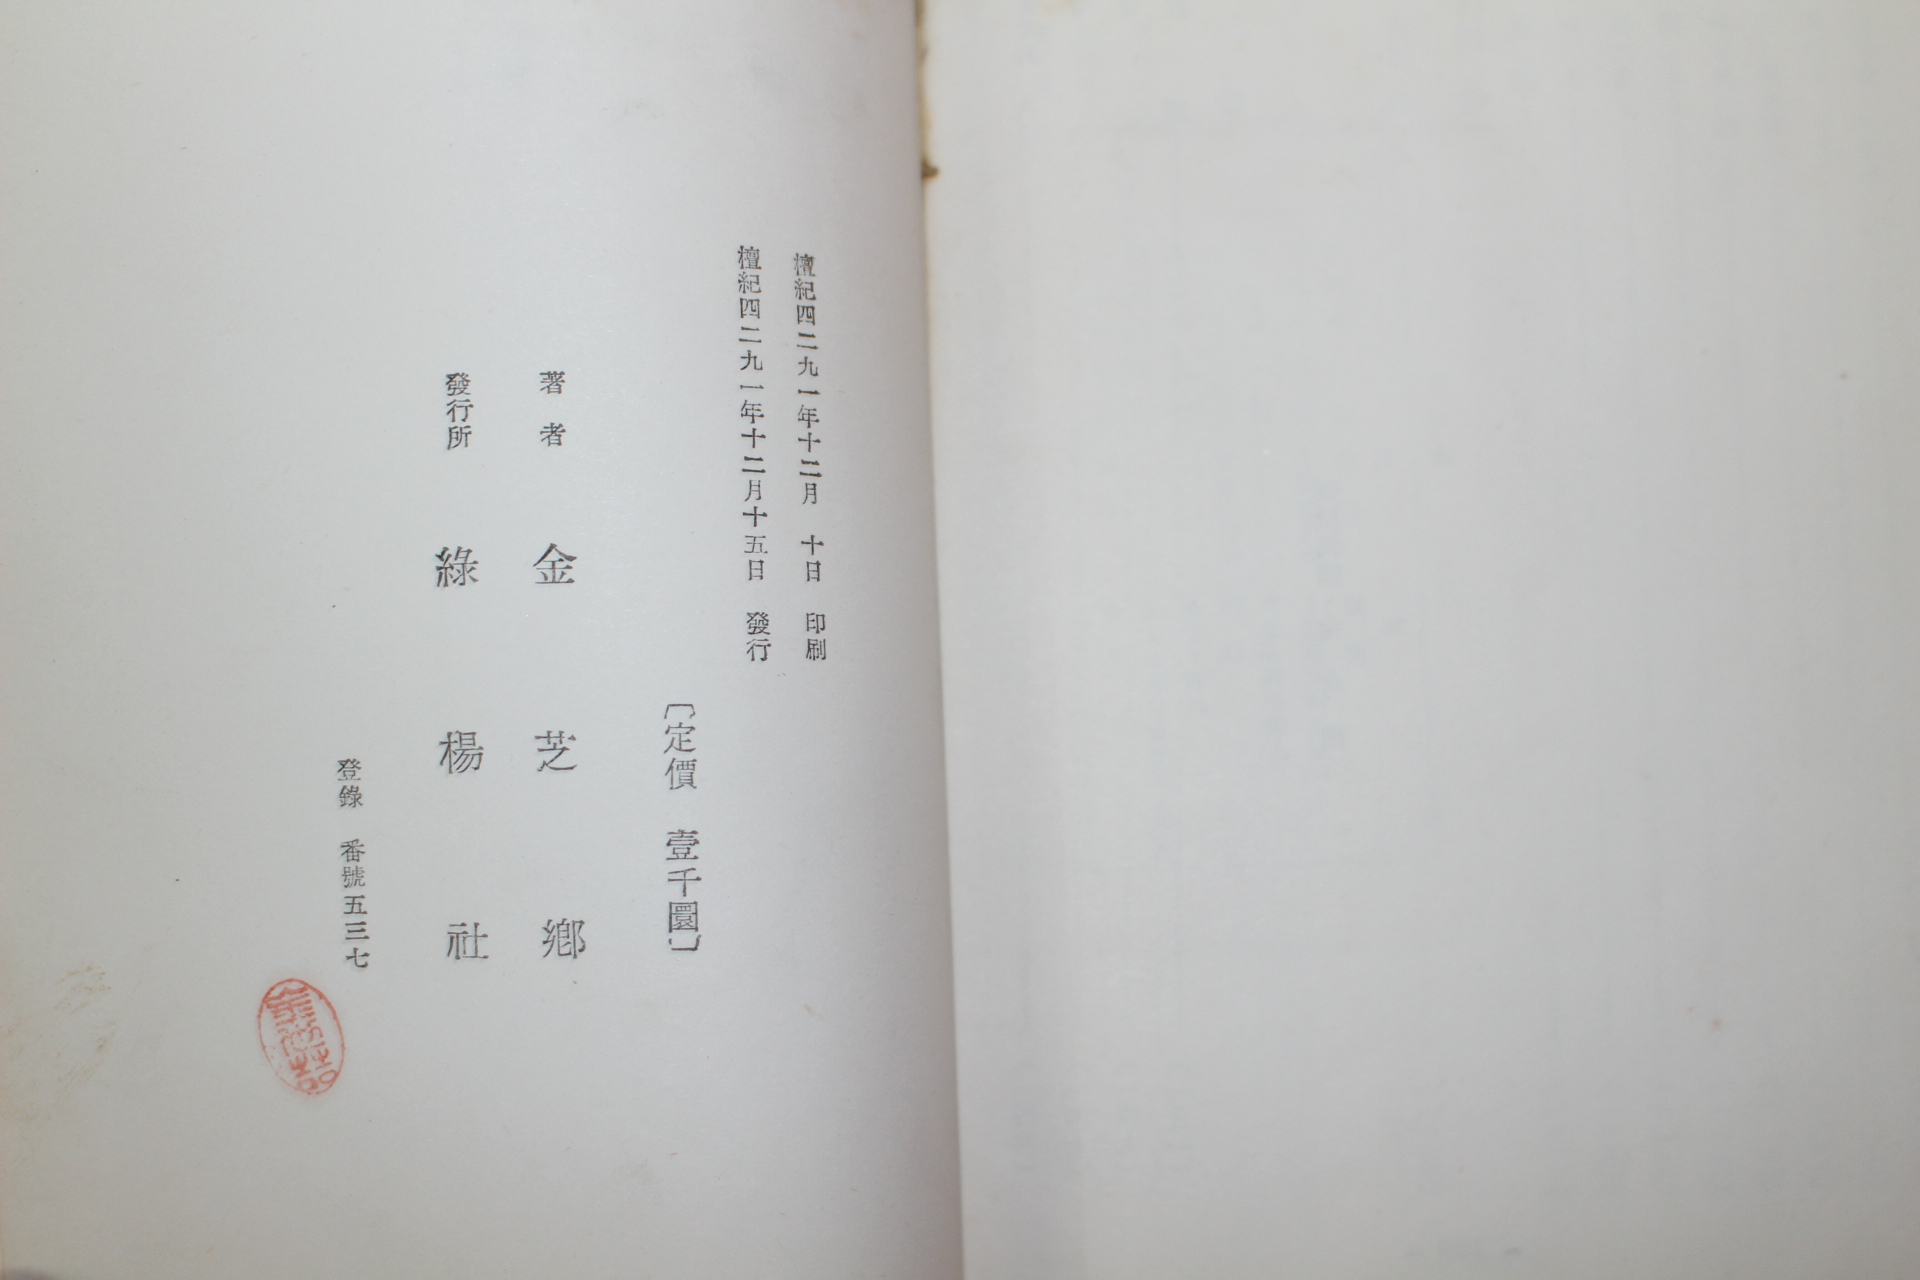 檀紀四二九一年十二月 十日 印刷
檀紀四二九一年十二月十五日 發行
〔定價 壹千圜〕
著者 金芝鄕
發行所 綠楊社
登錄 番號五三七